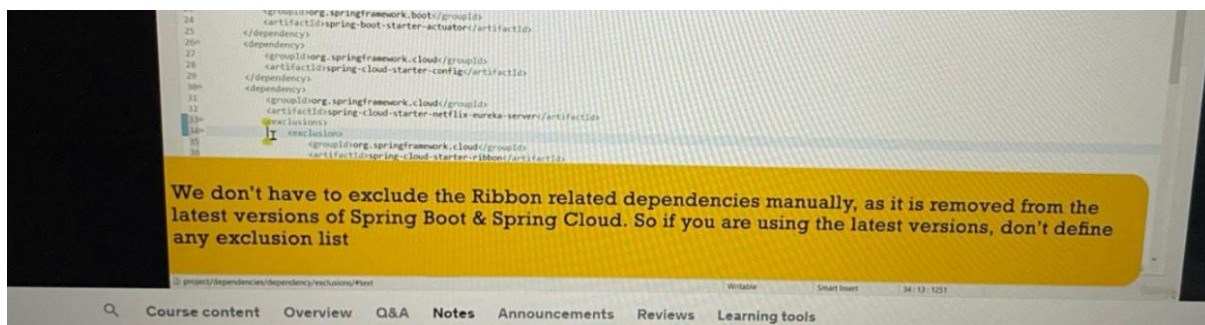 24 <groupId>org.springframework.boot</groupId>
25 <artifactId>spring-boot-starter-actuator</artifactId>
</dependency>
26 <dependency>
27 <groupId>org.springframework.cloud</groupId>
28 <artifactId>spring-cloud-starter-config</artifactId>
29 </dependency>
30 <dependency>
31 <groupId>org.springframework.cloud</groupId>
32 <artifactId>spring-cloud-starter-netflix-eureka-server</artifactId>
33 <exclusions>
34 <exclusion>
35 <groupId>org.springframework.cloud</groupId>
36 <artifactId>spring-cloud-starter-ribbon</artifactId>
We don't have to exclude the Ribbon related dependencies manually, as it is removed from the
latest versions of Spring Boot & Spring Cloud. So if you are using the latest versions, don't define
any exclusion list
project/dependencies/dependency/exclusions/#text Writable Smart Insert 34 : 13 : 1251
Course content Overview Q&A Notes Announcements Reviews Learning tools